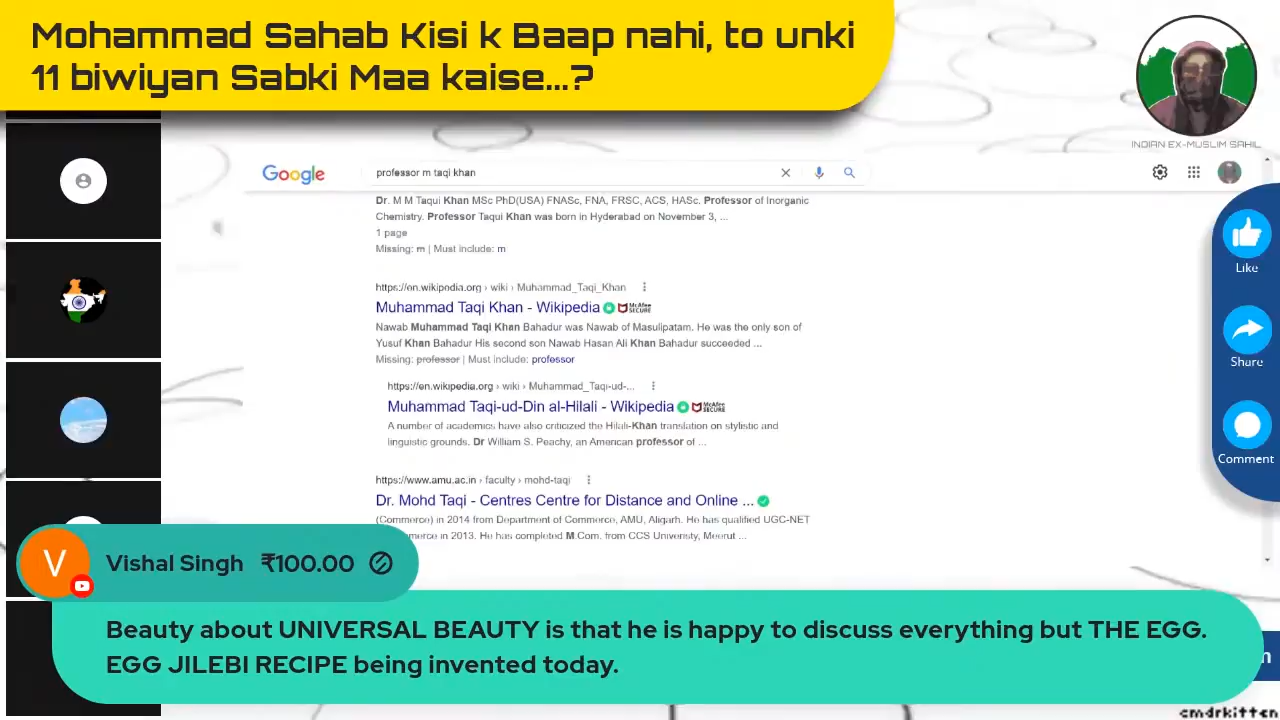 Mohammad Sahab Kisi k Baap nahi, to unki
11 biwiyan Sabki Maa kaise...?
INDIAN EX-MUSLIM SAHIL
Google
professor m taqi khan
Dr. M M Taqui Khan MSc PhD(USA) FNASc, FNA, FRSC, ACS, HASc. Professor of Inorganic
Chemistry. Professor Taqui Khan was born in Hyderabad on November 3, ...
1 page
Missing: m | Must include: m
https://en.wikipedia.org › wiki › Muhammad_Taqi_Khan
Muhammad Taqi Khan - Wikipedia McAfee SECURE
Nawab Muhammad Taqi Khan Bahadur was Nawab of Masulipatam. He was the only son of
Yusuf Khan Bahadur His second son Nawab Hasan Ali Khan Bahadur succeeded ...
Missing: professor | Must include: professor
https://en.wikipedia.org › wiki › Muhammad_Taqi-ud-...
Muhammad Taqi-ud-Din al-Hilali - Wikipedia McAfee SECURE
A number of academics have also criticized the Hilali-Khan translation on stylistic and
linguistic grounds. Dr William S. Peachy, an American professor of ...
https://www.amu.ac.in › faculty › mohd-taqi
Dr. Mohd Taqi - Centres Centre for Distance and Online ...
(Commerce) in 2014 from Department of Commerce, AMU, Aligarh. He has qualified UGC-NET
in 2013. He has completed M.Com. from CCS University, Meerut ...
Like
Share
Comment
V
Vishal Singh ₹100.00
Beauty about UNIVERSAL BEAUTY is that he is happy to discuss everything but THE EGG.
EGG JILEBI RECIPE being invented today.
cmdrkitten